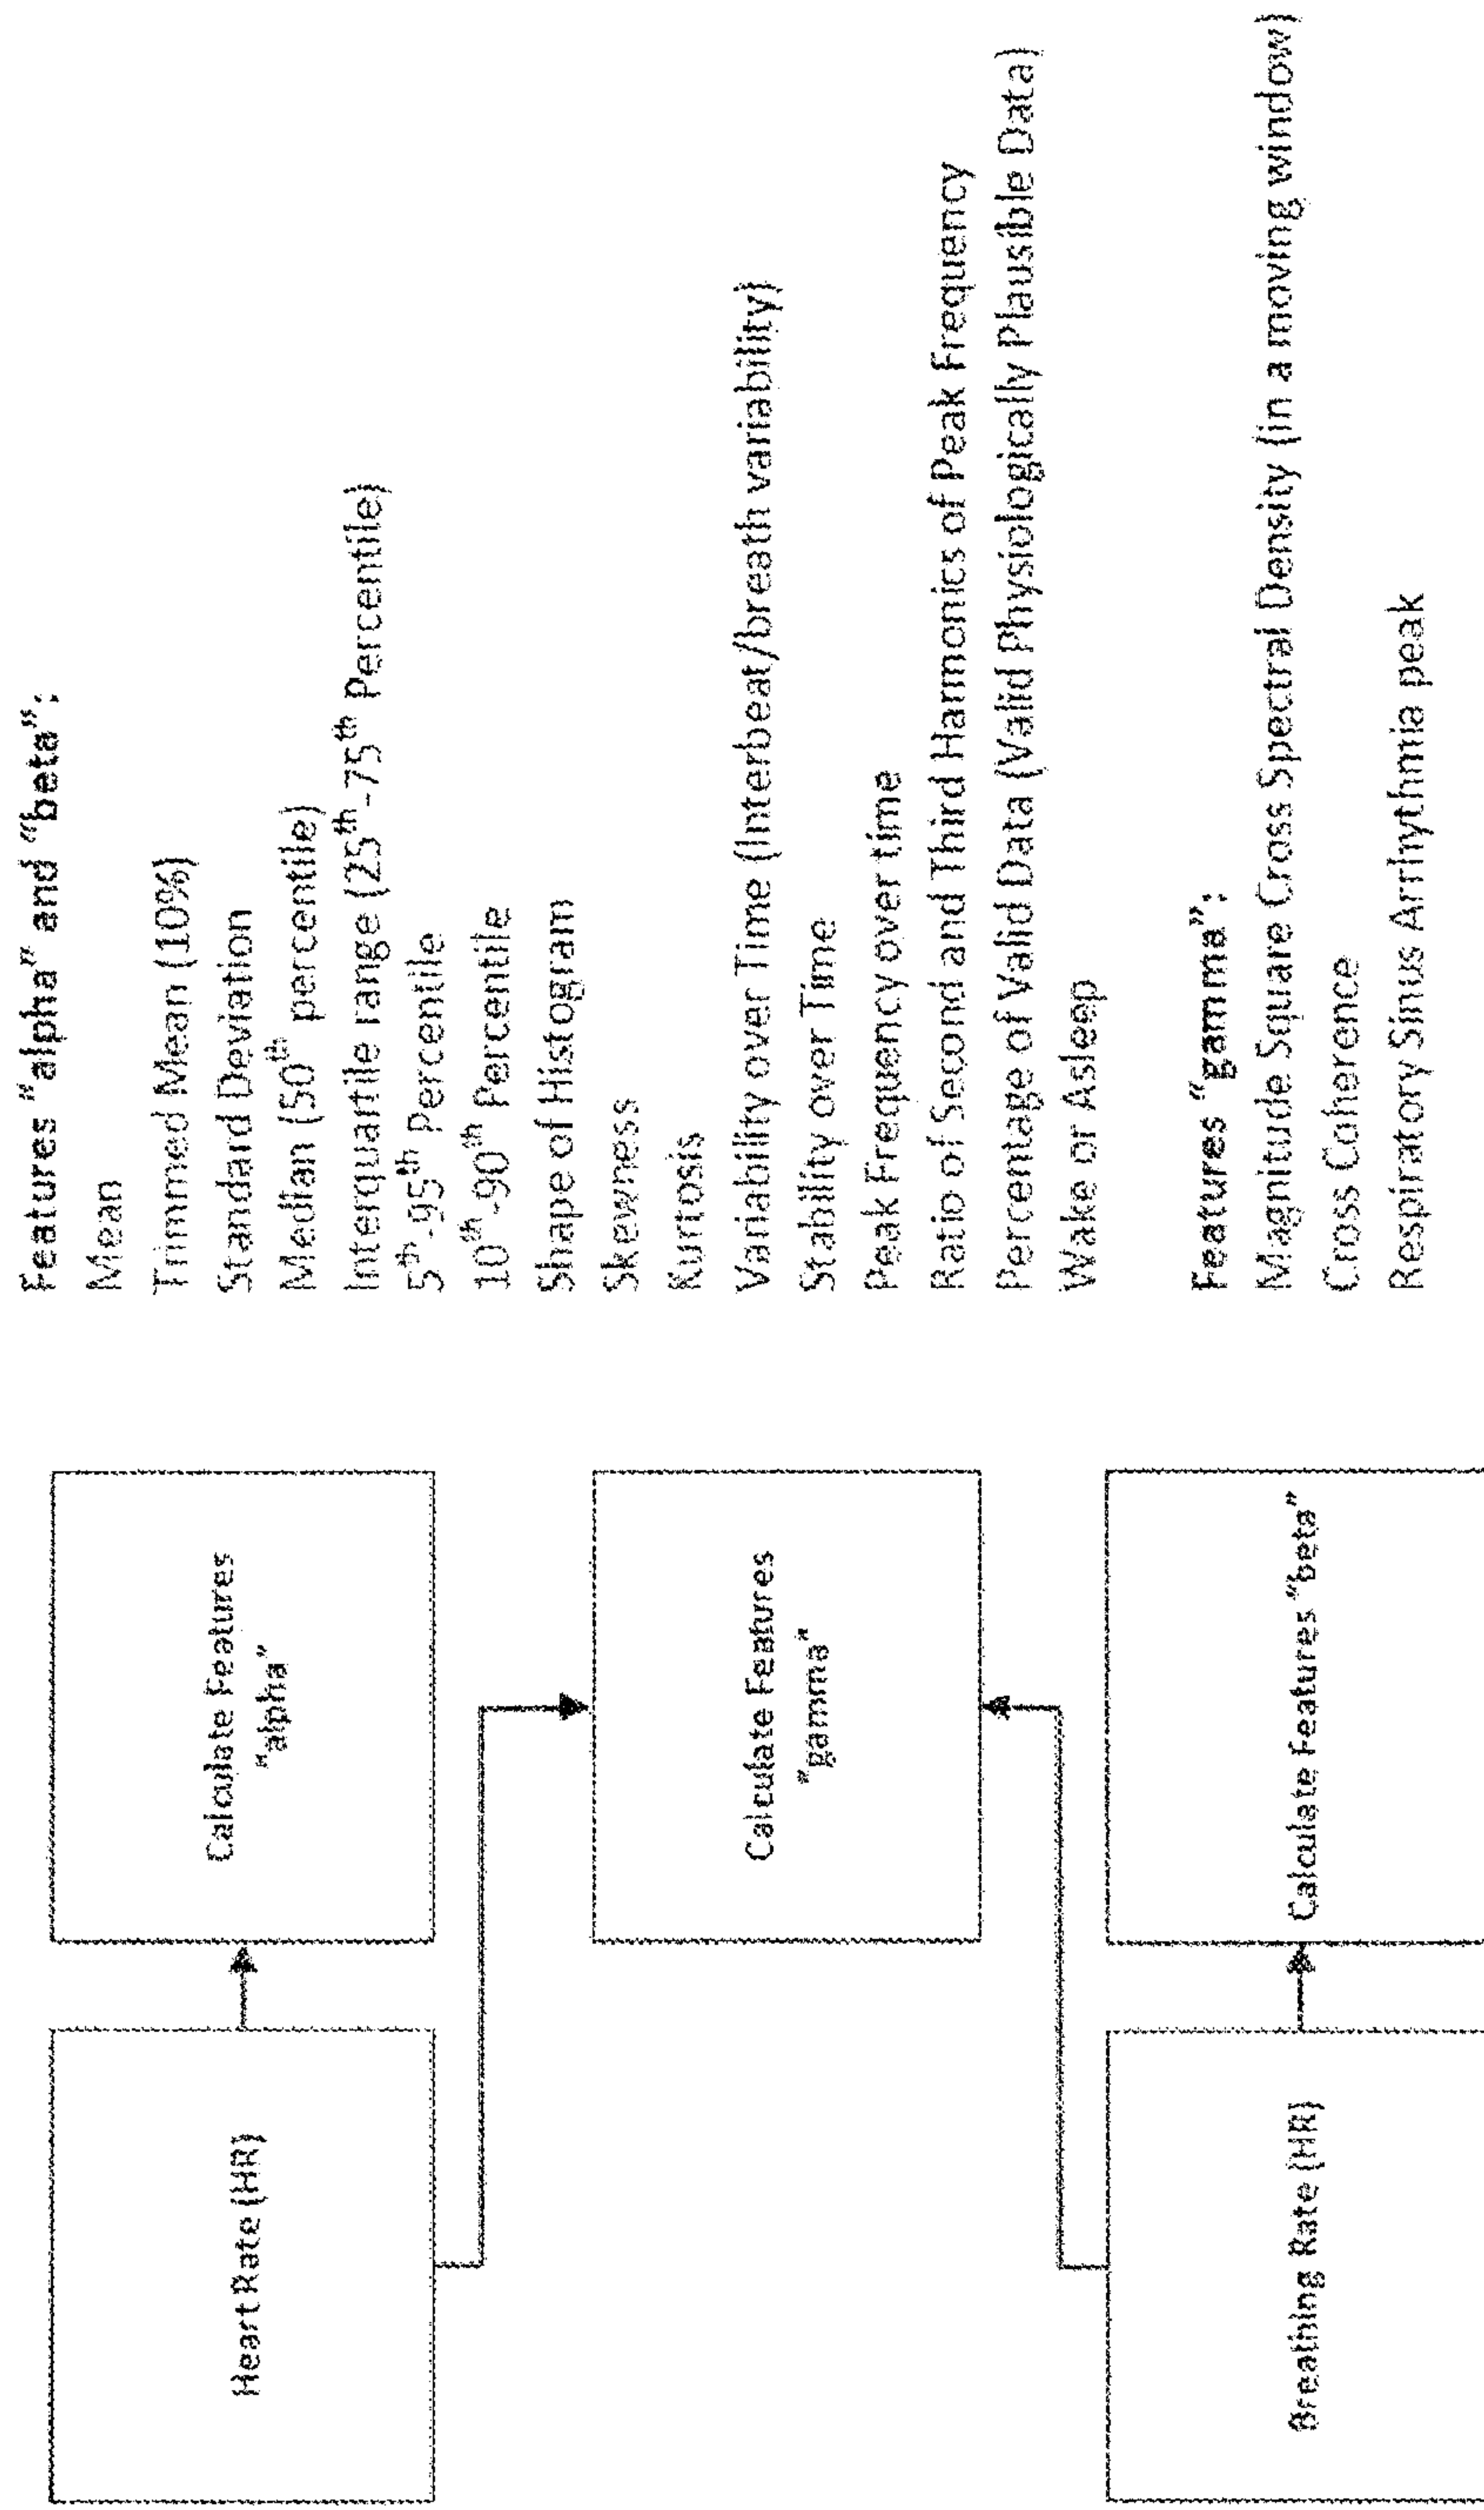 Heart Rate (HR)
Calculate Features
"alpha"
Calculate Features
"gamma"
Breathing Rate (HR)
Calculate Features "beta"
Features "alpha" and "beta":
Mean
Trimmed Mean (10%)
Standard Deviation
Median (50th percentile)
Interquartile range (25th-75th Percentile)
5th-95th Percentile
10th-90th Percentile
Shape of Histogram
Skewness
Kurtosis
Variability over Time (Interbeat/breath variability)
Stability over Time
Peak Frequency over time
Ratio of Second and Third Harmonics of Peak Frequency
Percentage of Valid Data (Valid Physiologically Plausible Data)
Wake or Asleep
Features "gamma":
Magnitude Square Cross Spectral Density (in a moving window)
Cross Coherence
Respiratory Sinus Arrhythmia peak